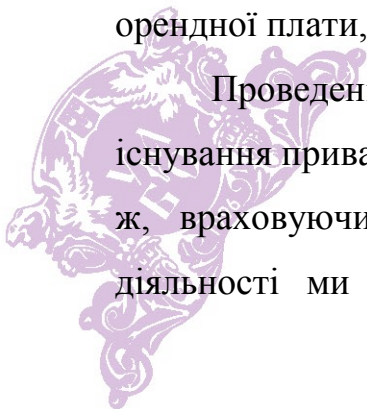 орендної плати,
Проведен
існування прива
ж, враховуючи
діяльності ми